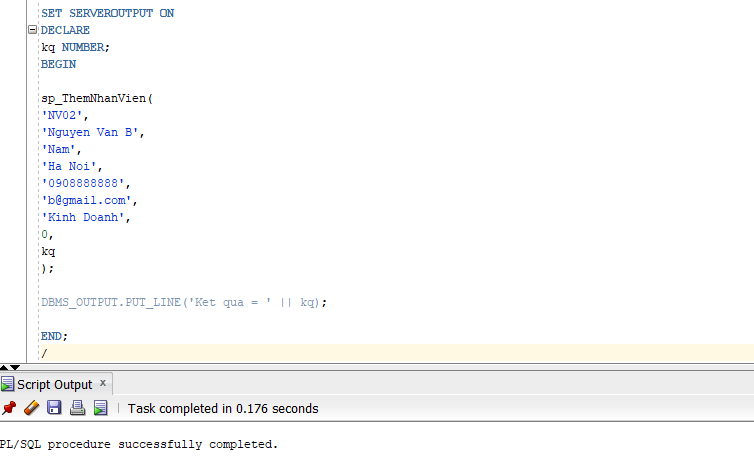 SET SERVEROUTPUT ON
DECLARE
kq NUMBER;
BEGIN
sp_ThemNhanVien(
'NV02',
'Nguyen Van B',
'Nam',
'Ha Noi',
'0908888888',
'b@gmail.com',
'Kinh Doanh',
0,
kq
);
DBMS_OUTPUT.PUT_LINE('Ket qua = ' || kq);
END;
/
Script Output x
Task completed in 0.176 seconds
PL/SQL procedure successfully completed.